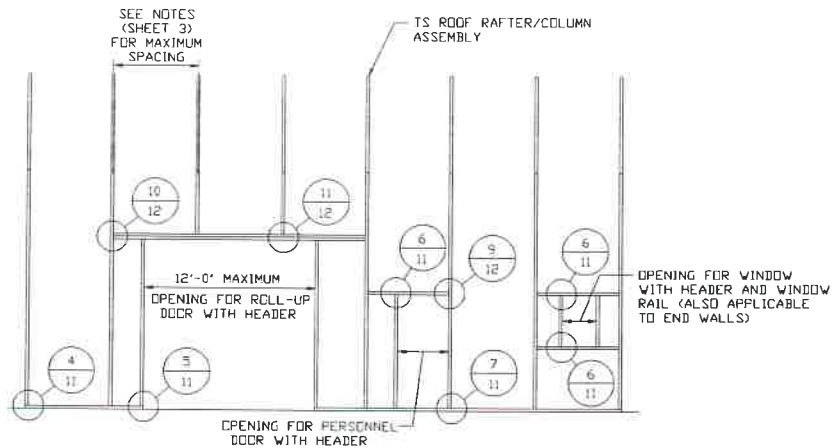 SEE NOTES
(SHEET 3)
FOR MAXIMUM
SPACING
TS ROOF RAFTER/COLUMN
ASSEMBLY
10
12
11
12
6
11
9
12
6
11
12'-0" MAXIMUM
OPENING FOR ROLL-UP
DOOR WITH HEADER
OPENING FOR WINDOW
WITH HEADER AND WINDOW
RAIL (ALSO APPLICABLE
TO END WALLS)
4
11
5
11
7
11
6
11
OPENING FOR PERSONNEL
DOOR WITH HEADER